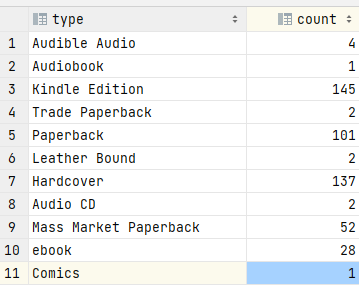 type count
1 Audible Audio 4
2 Audiobook 1
3 Kindle Edition 145
4 Trade Paperback 2
5 Paperback 101
6 Leather Bound 2
7 Hardcover 137
8 Audio CD 2
9 Mass Market Paperback 52
10 ebook 28
11 Comics 1